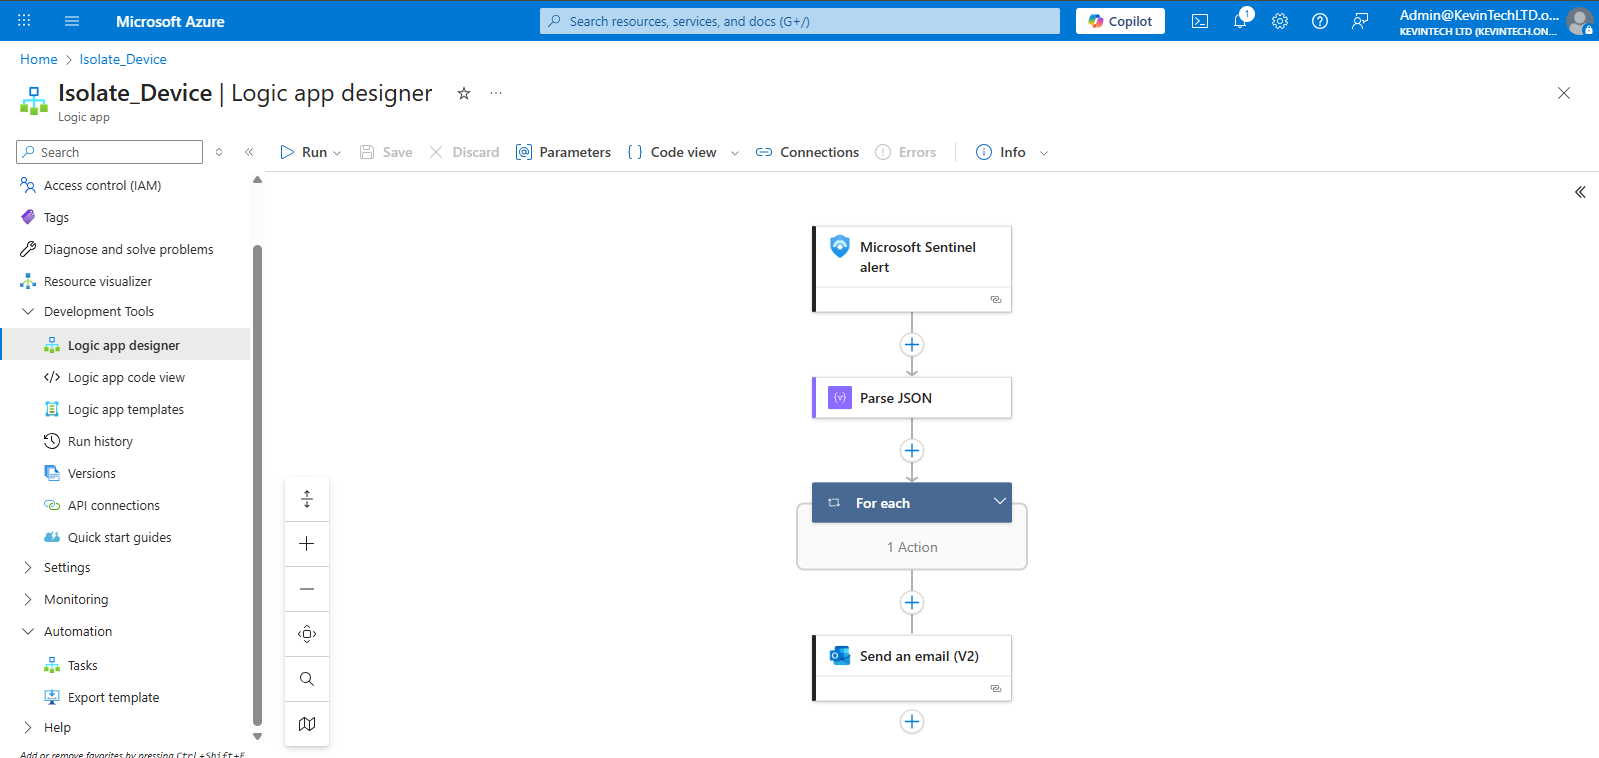 Microsoft Azure
Search resources, services, and docs (G+/)
Copilot
1
Admin@KevinTechLTD.o...
KEVINTECH LTD (KEVINTECH.ON...
Home > Isolate_Device
Isolate_Device | Logic app designer
Logic app
Search
Run
Save
Discard
Parameters
Code view
Connections
Errors
Info
Access control (IAM)
Tags
Diagnose and solve problems
Resource visualizer
Development Tools
Logic app designer
Logic app code view
Logic app templates
Run history
Versions
API connections
Quick start guides
Settings
Monitoring
Automation
Tasks
Export template
Help
Add or remove favorites by pressing Ctrl+Shift+F
Microsoft Sentinel
alert
Parse JSON
For each
1 Action
Send an email (V2)